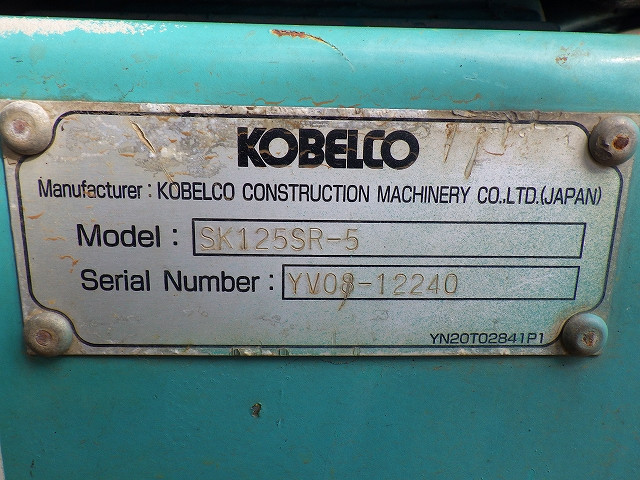 KOBELCO
Manufacturer : KOBELCO CONSTRUCTION MACHINERY CO.,LTD.(JAPAN)
Model : SK125SR-5
Serial Number : YV08-12240
YN20T02841P1